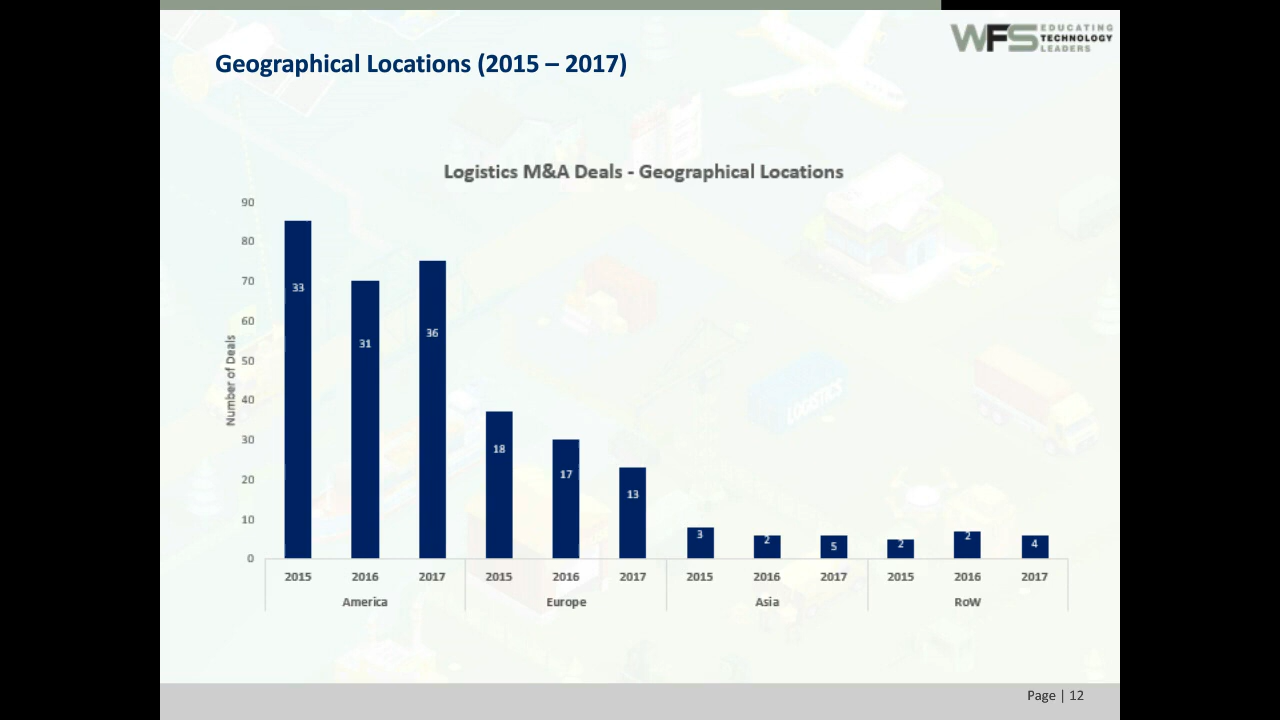 WFS EDUCATING
TECHNOLOGY
LEADERS
Geographical Locations (2015 – 2017)
Logistics M&A Deals - Geographical Locations
Number of Deals
90
80
70
60
50
40
30
20
10
0
33
31
36
18
17
13
3
2
5
2
2
4
2015 2016 2017 2015 2016 2017 2015 2016 2017 2015 2016 2017
America Europe Asia RoW
LOGISTICS
Page | 12